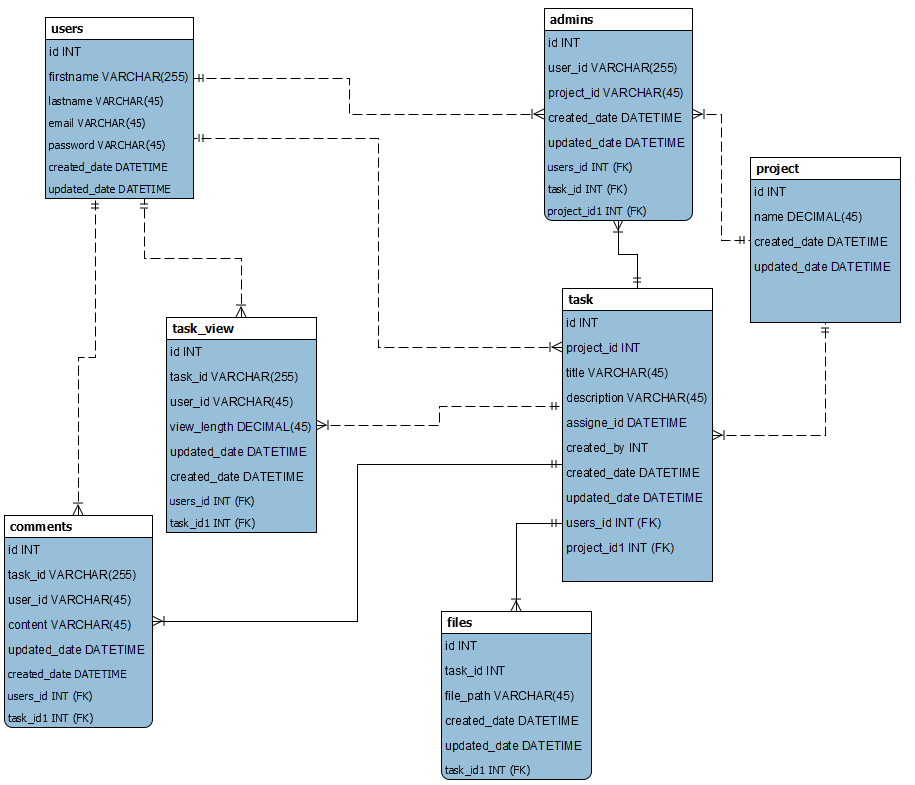 users
id INT
firstname VARCHAR(255)
lastname VARCHAR(45)
email VARCHAR(45)
password VARCHAR(45)
created_date DATETIME
updated_date DATETIME
admins
id INT
user_id VARCHAR(255)
project_id VARCHAR(45)
created_date DATETIME
updated_date DATETIME
users_id INT (FK)
task_id INT (FK)
project_id1 INT (FK)
project
id INT
name DECIMAL(45)
created_date DATETIME
updated_date DATETIME
task
id INT
project_id INT
title VARCHAR(45)
description VARCHAR(45)
assigne_id DATETIME
created_by INT
created_date DATETIME
updated_date DATETIME
users_id INT (FK)
project_id1 INT (FK)
task_view
id INT
task_id VARCHAR(255)
user_id VARCHAR(45)
view_length DECIMAL(45)
updated_date DATETIME
created_date DATETIME
users_id INT (FK)
task_id1 INT (FK)
comments
id INT
task_id VARCHAR(255)
user_id VARCHAR(45)
content VARCHAR(45)
updated_date DATETIME
created_date DATETIME
users_id INT (FK)
task_id1 INT (FK)
files
id INT
task_id INT
file_path VARCHAR(45)
created_date DATETIME
updated_date DATETIME
task_id1 INT (FK)